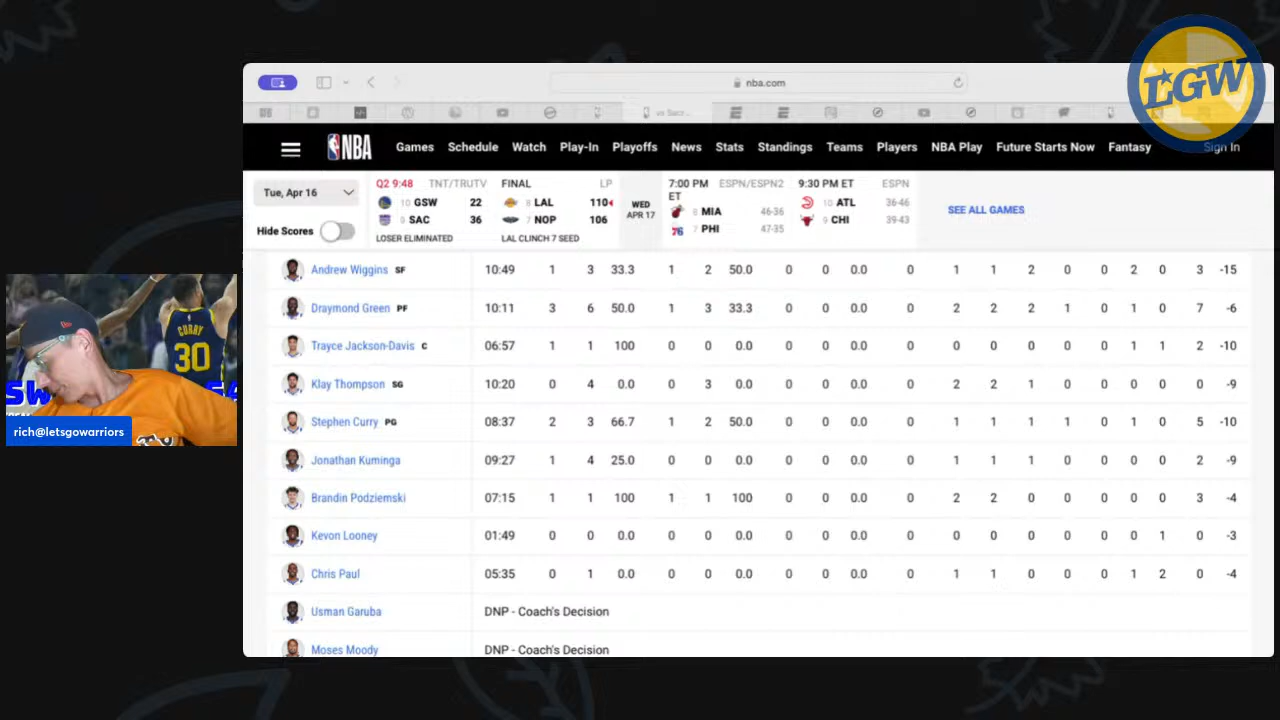 LGW
nba.com
vs Sacr...
NBA Games Schedule Watch Play-In Playoffs News Stats Standings Teams Players NBA Play Future Starts Now Fantasy Sign In
Tue, Apr 16
Hide Scores
Q2 9:48 TNT/TRUTV
10 GSW 22
9 SAC 36
LOSER ELIMINATED
FINAL LP
8 LAL 110
7 NOP 106
LAL CLINCH 7 SEED
WED
APR 17
7:00 PM ESPN/ESPN2
ET
8 MIA 46-36
7 PHI 47-35
9:30 PM ET ESPN
10 ATL 36-46
9 CHI 39-43
SEE ALL GAMES
Andrew Wiggins SF 10:49 1 3 33.3 1 2 50.0 0 0 0.0 0 1 1 2 0 0 2 0 3 -15
Draymond Green PF 10:11 3 6 50.0 1 3 33.3 0 0 0.0 0 2 2 2 1 0 1 0 7 -6
Trayce Jackson-Davis C 06:57 1 1 100 0 0 0.0 0 0 0.0 0 0 0 0 0 0 1 1 2 -10
Klay Thompson SG 10:20 0 4 0.0 0 3 0.0 0 0 0.0 0 2 2 1 0 0 0 0 0 -9
Stephen Curry PG 08:37 2 3 66.7 1 2 50.0 0 0 0.0 0 1 1 1 1 0 1 0 5 -10
Jonathan Kuminga 09:27 1 4 25.0 0 0 0.0 0 0 0.0 0 1 1 1 0 0 0 0 2 -9
Brandin Podziemski 07:15 1 1 100 1 1 100 0 0 0.0 0 2 2 0 0 0 0 0 3 -4
Kevon Looney 01:49 0 0 0.0 0 0 0.0 0 0 0.0 0 0 0 0 0 0 0 1 0 -3
Chris Paul 05:35 0 1 0.0 0 0 0.0 0 0 0.0 0 1 1 0 0 0 1 2 0 -4
Usman Garuba DNP - Coach's Decision
Moses Moody DNP - Coach's Decision
CURRY
30
rich@letsgowarriors